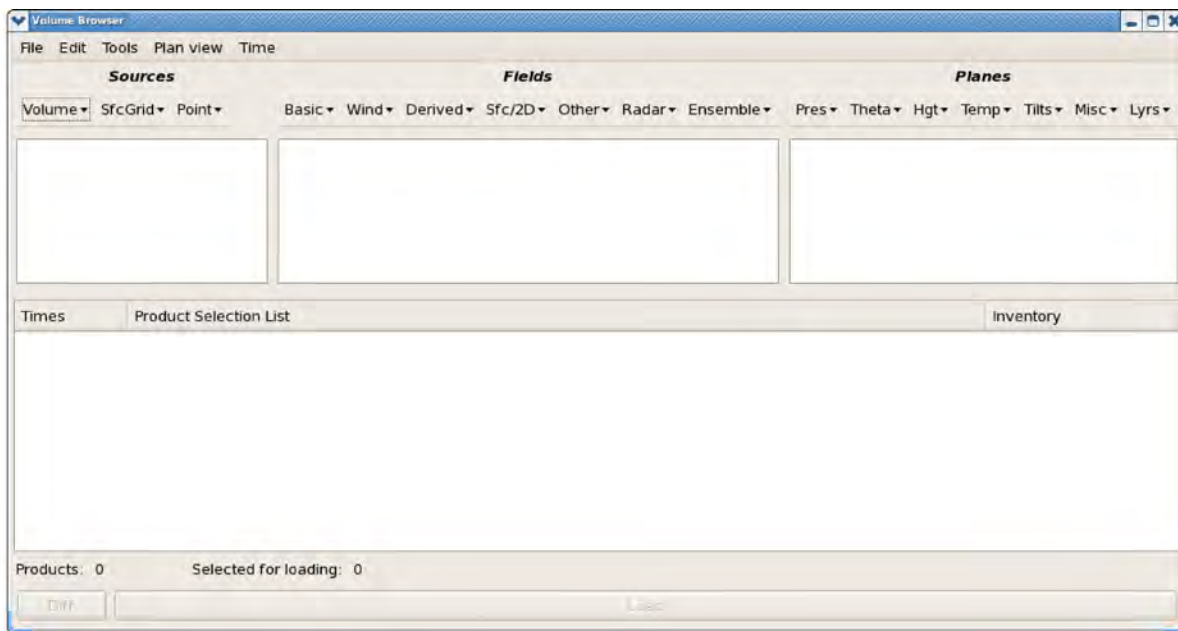 Volume Browser
File Edit Tools Plan view Time
Sources Fields Planes
Volume SfcGrid Point Basic Wind Derived Sfc/2D Other Radar Ensemble Pres Theta Hgt Temp Tilts Misc Lyrs
Times Product Selection List Inventory
Products: 0 Selected for loading: 0
Diff Load